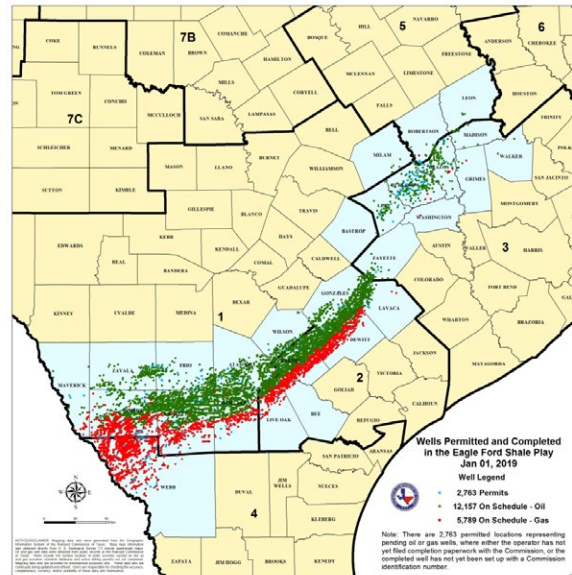 COKE
RUNNELS
COLEMAN
7B
BROWN
COMANCHE
HAMILTON
HILL
5
NAVARRO
BOSQUE
FREESTONE
ANDERSON
6
CHEROKEE
TOM GREEN
CONCHO
7C
MCCULLOCH
MILLS
CORYELL
LAMPASAS
SAN SABA
MCLENNAN
LIMESTONE
FALLS
LEON
HOUSTON
TRINITY
SCHLEICHER
MENARD
MASON
LLANO
BURNET
BELL
WILLIAMSON
MILAM
ROBERTSON
MADISON
WALKER
SAN JACINTO
SUTTON
KIMBLE
GILLESPIE
BLANCO
TRAVIS
BASTROP
GRIMES
MONTGOMERY
WASHINGTON
EDWARDS
REAL
KERR
BANDERA
KENDALL
HAYS
COMAL
CALDWELL
FAYETTE
AUSTIN
WALLER
3
HARRIS
KINNEY
UVALDE
MEDINA
BEXAR
GUADALUPE
GONZALES
LAVACA
COLORADO
FORT BEND
WHARTON
BRAZORIA
MATAGORDA
1
WILSON
DEWITT
JACKSON
MAVERICK
ZAVALA
FRIO
VICTORIA
GOLIAD
2
CALHOUN
LIVE OAK
BEE
REFUGIO
WEBB
DUVAL
JIM WELLS
SAN PATRICIO
ARANSAS
NUECES
4
KLEBERG
ZAPATA
JIM HOGG
BROOKS
KENEDY
Wells Permitted and Completed
in the Eagle Ford Shale Play
Jan 01, 2019
Well Legend
2,763 Permits
12,157 On Schedule - Oil
5,789 On Schedule - Gas
Note: There are 2,763 permitted locations representing
pending oil or gas wells, where either the operator has not
yet filed completion paperwork with the Commission, or the
completed well has not yet been set up with a Commission
identification number.